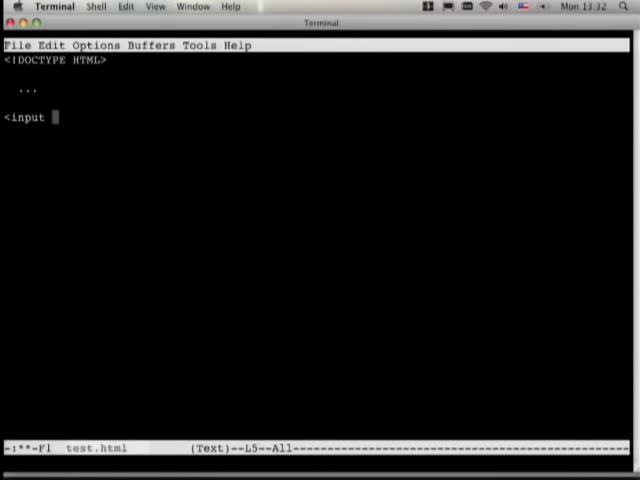 Terminal Shell Edit View Window Help Mon 13:32
Terminal
File Edit Options Buffers Tools Help
<!DOCTYPE HTML>
...
<input
-:**-F1 test.html (Text)--L5--All----------------------------------------------------